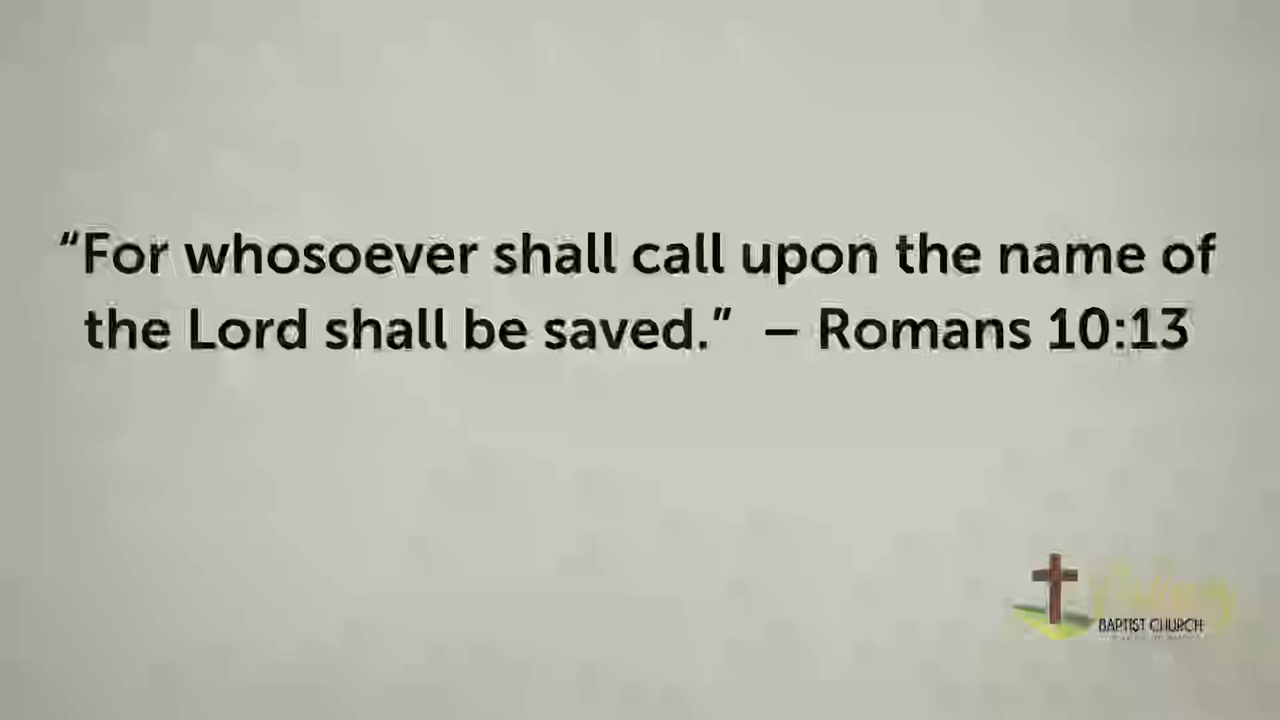 “For whosoever shall call upon the name of
the Lord shall be saved.” – Romans 10:13
BAPTIST CHURCH